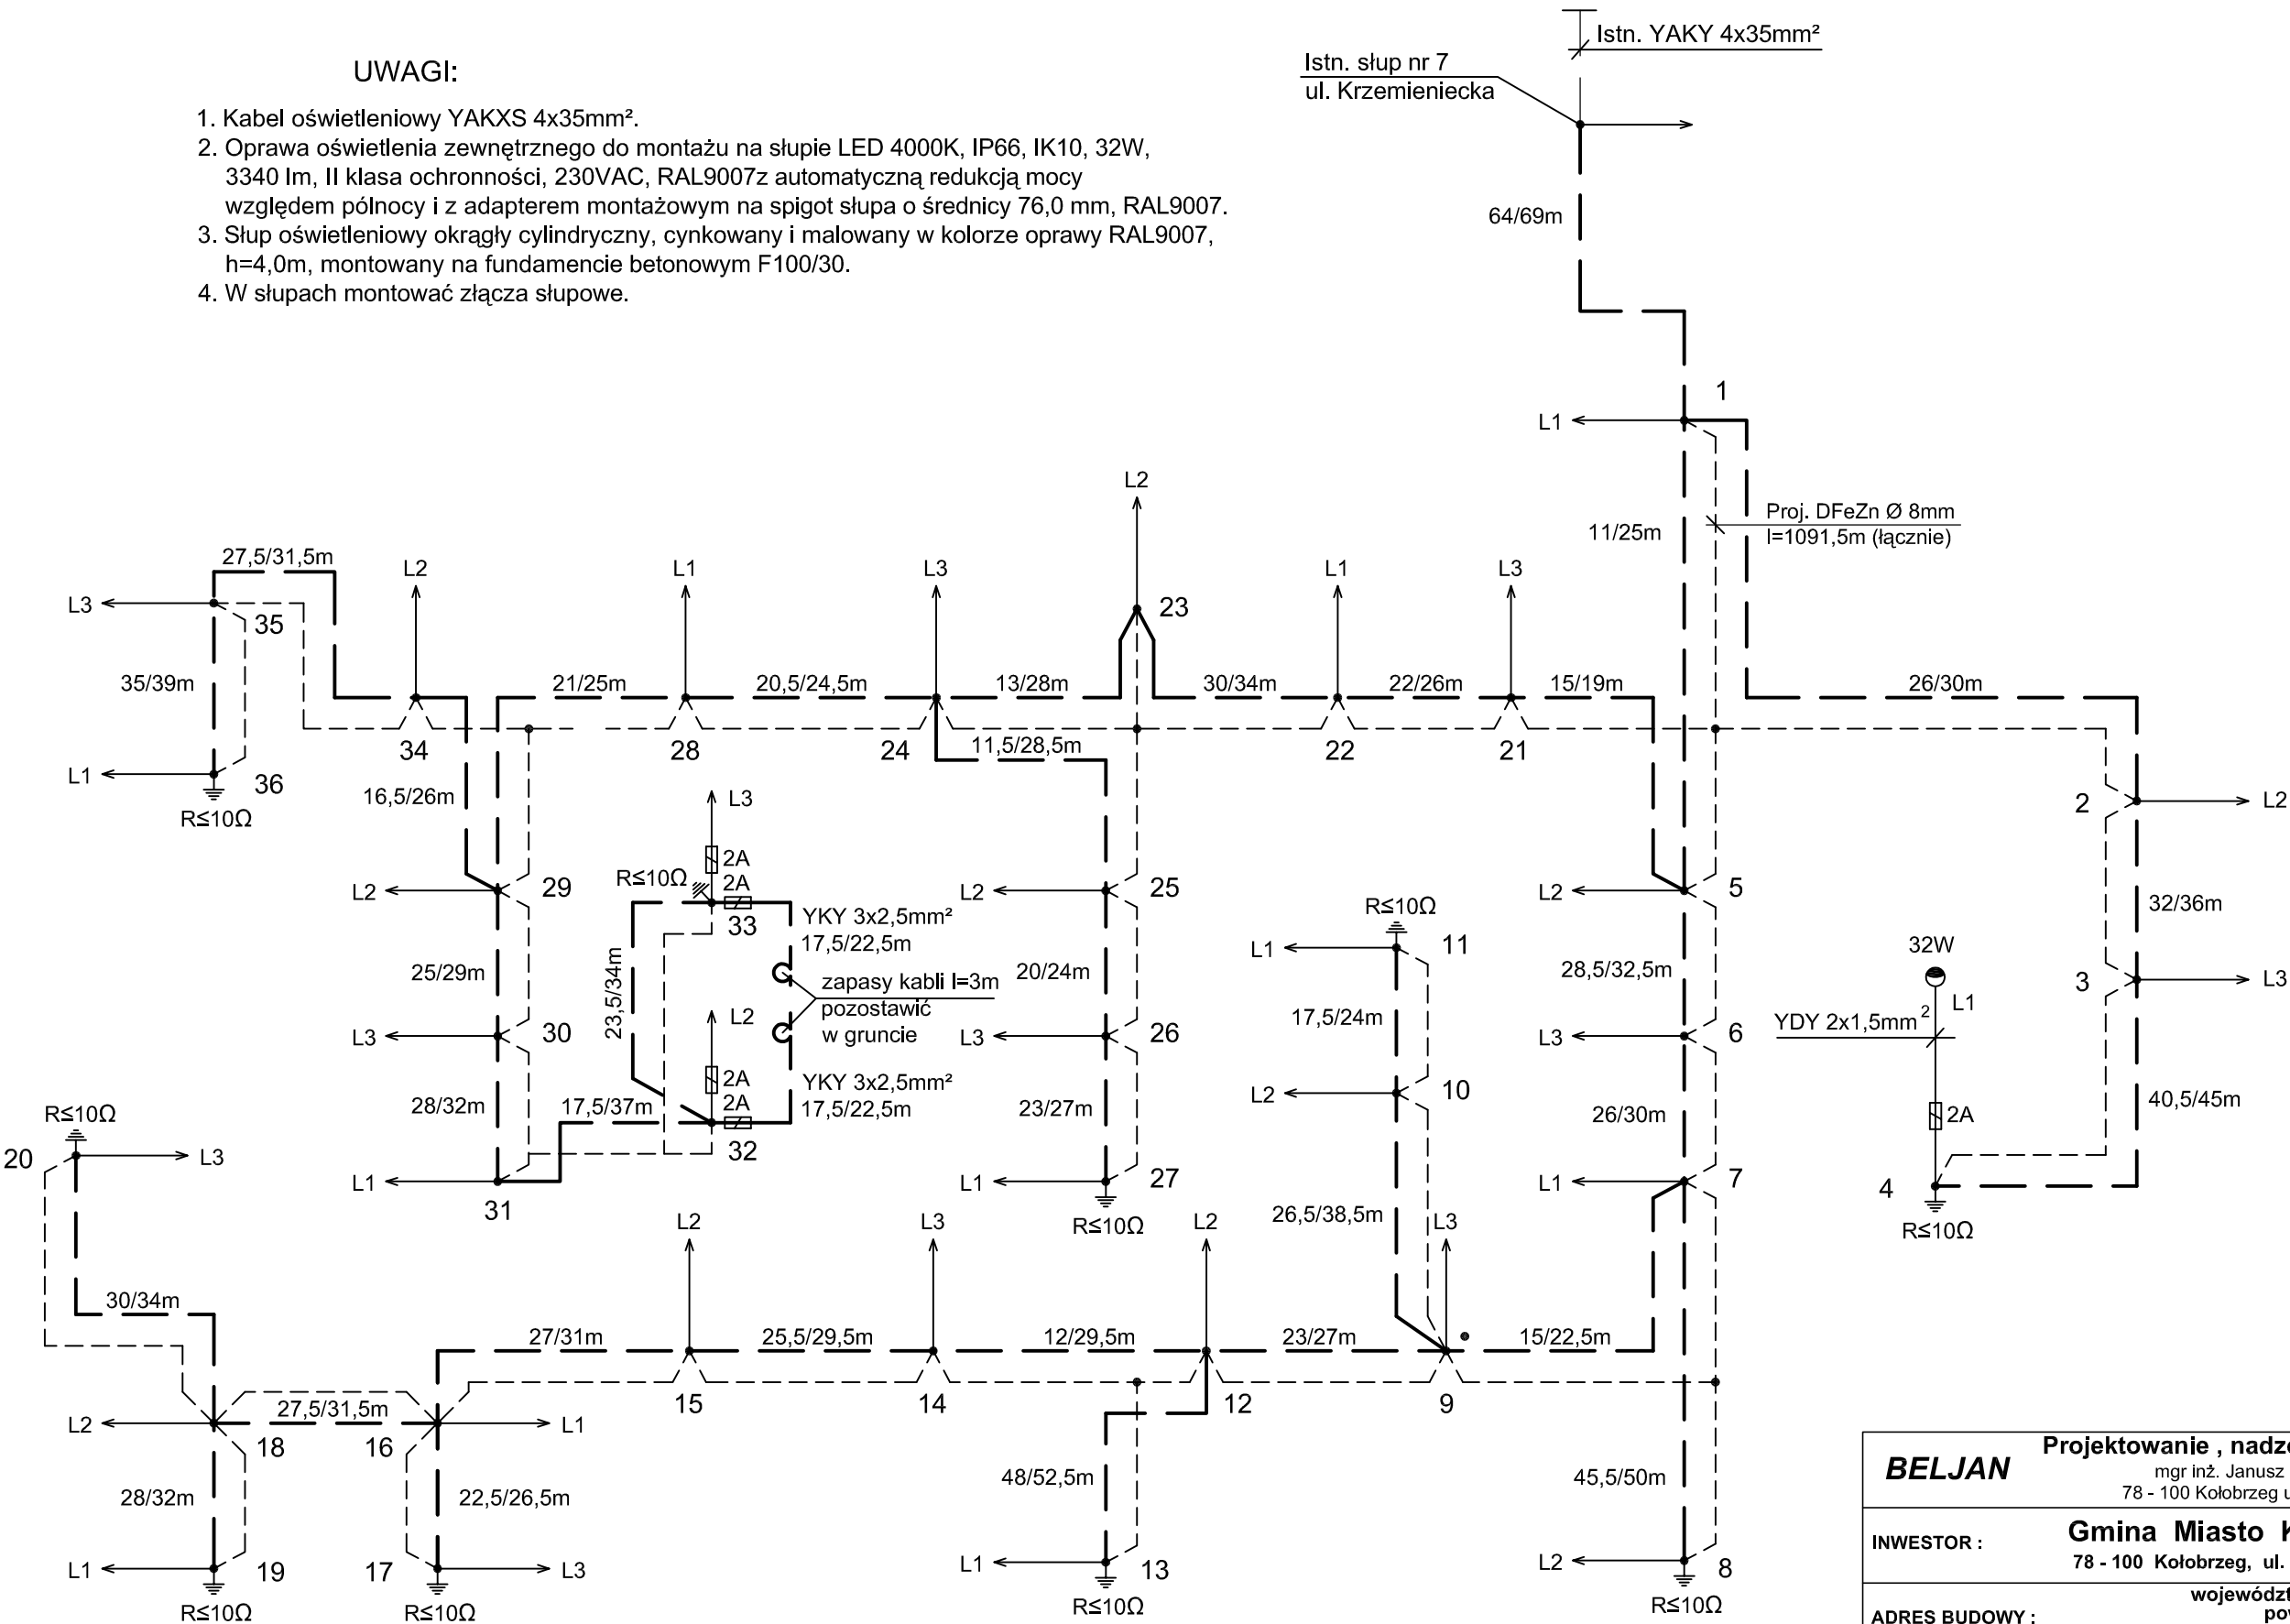 UWAGI:
1. Kabel oświetleniowy YAKXS 4x35mm².
2. Oprawa oświetlenia zewnętrznego do montażu na słupie LED 4000K, IP66, IK10, 32W,
3340 lm, II klasa ochronności, 230VAC, RAL9007z automatyczną redukcją mocy
względem północy i z adapterem montażowym na spigot słupa o średnicy 76,0 mm, RAL9007.
3. Słup oświetleniowy okrągły cylindryczny, cynkowany i malowany w kolorze oprawy RAL9007,
h=4,0m, montowany na fundamencie betonowym F100/30.
4. W słupach montować złącza słupowe.
Istn. YAKY 4x35mm²
Istn. słup nr 7
ul. Krzemieniecka
64/69m
1
L1
11/25m
Proj. DFeZn Ø 8mm
l=1091,5m (łącznie)
27,5/31,5m
L3
35
35/39m
L1
36
R≤10Ω
L2
34
16,5/26m
21/25m
L1
28
20,5/24,5m
L3
24
13/28m
L2
23
11,5/28,5m
30/34m
L1
22
22/26m
L3
21
15/19m
26/30m
2
L2
32/36m
3
L3
40,5/45m
32W
L1
YDY 2x1,5mm²
2A
4
R≤10Ω
L2
29
25/29m
L3
30
28/32m
L1
31
17,5/37m
L3
2A
2A
R≤10Ω
33
YKY 3x2,5mm²
17,5/22,5m
23,5/34m
zapasy kabli l=3m
pozostawić
w gruncie
L2
2A
2A
YKY 3x2,5mm²
17,5/22,5m
32
L2
25
20/24m
L3
26
23/27m
L1
27
R≤10Ω
R≤10Ω
L1
11
17,5/24m
L2
10
26,5/38,5m
L2
5
28,5/32,5m
L3
6
26/30m
L1
7
R≤10Ω
20
L3
30/34m
L2
18
27,5/31,5m
16
L1
28/32m
L1
19
R≤10Ω
22,5/26,5m
17
L3
R≤10Ω
27/31m
L2
15
25,5/29,5m
L3
14
12/29,5m
L2
12
23/27m
L3
9
15/22,5m
48/52,5m
L1
13
R≤10Ω
45,5/50m
L2
8
R≤10Ω
BELJAN
Projektowanie ,
mgr inż. Janusz
78 - 100 Kołobrzeg
INWESTOR :
Gmina Miasto
78 - 100 Kołobrzeg, ul.
ADRES BUDOWY :